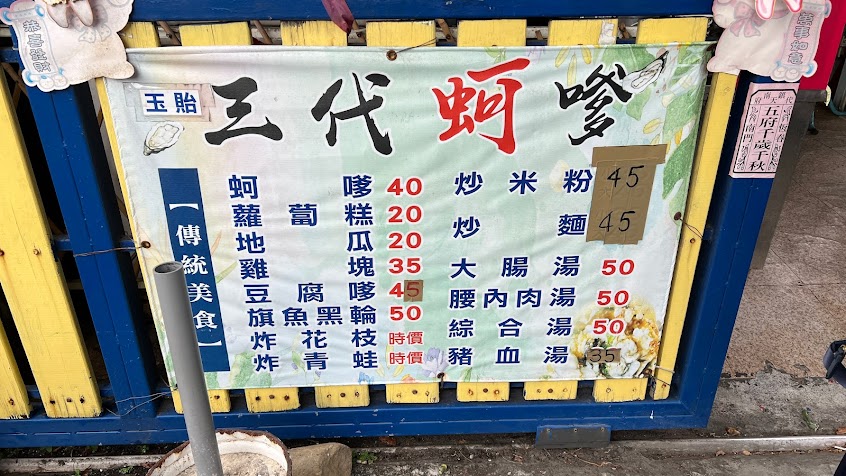 恭喜發財
萬事如意
玉貽
三代蚵嗲
【傳統美食】
蚵嗲 40
蘿蔔糕 20
地瓜 20
雞塊 35
豆腐嗲 45
旗魚黑輪 50
炸花枝 時價
炸青蛙 時價
炒米粉 45
炒麵 45
大腸湯 50
腰內肉湯 50
綜合湯 50
豬血湯 35
五府千歲千秋